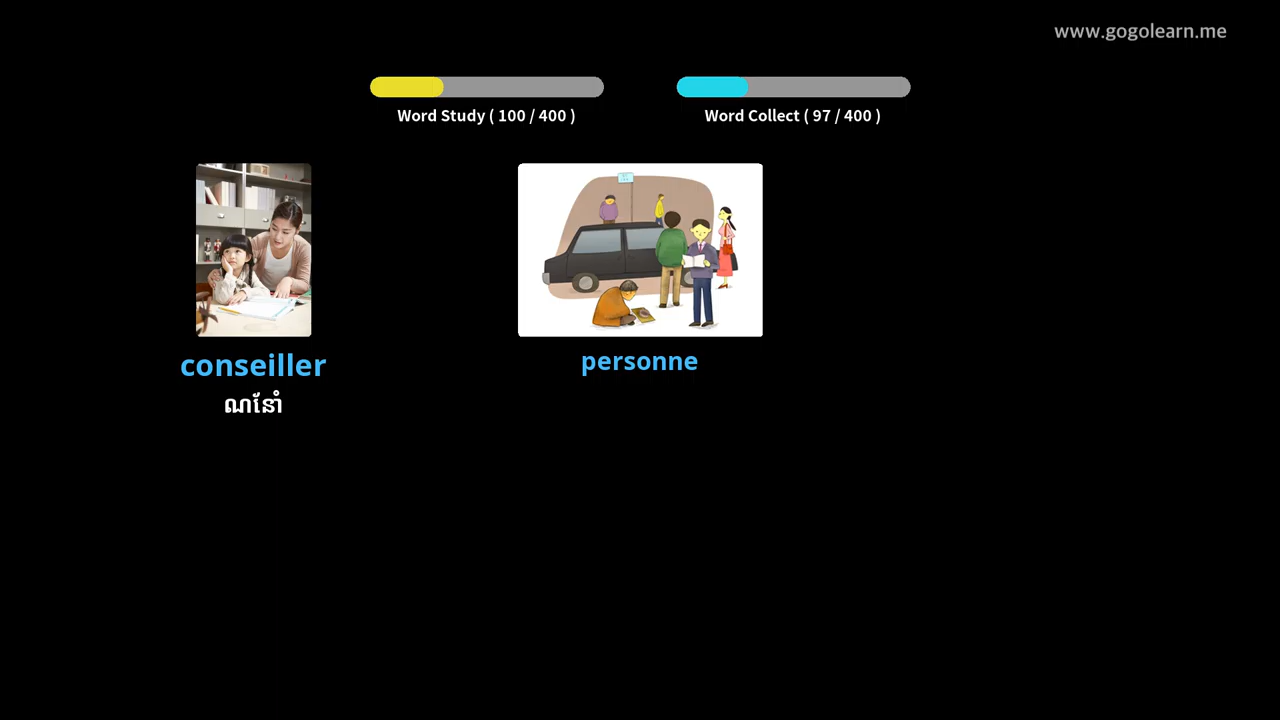 www.gogolearn.me
Word Study ( 100 / 400 )
Word Collect ( 97 / 400 )
conseiller
ណែនាំ
personne